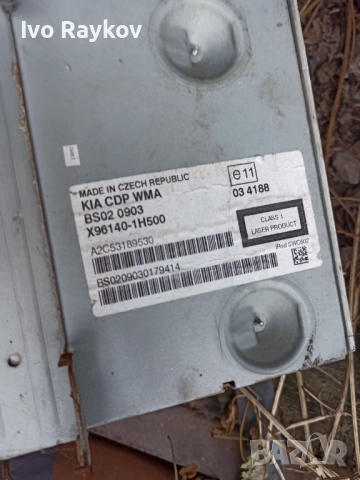 Ivo Raykov
MADE IN CZECH REPUBLIC
KIA CDP WMA
BS02 0903
X96140-1H500
A2C53189530
BS0209030179414
e11
03 4188
CLASS 1
LASER PRODUCT
BAZAR